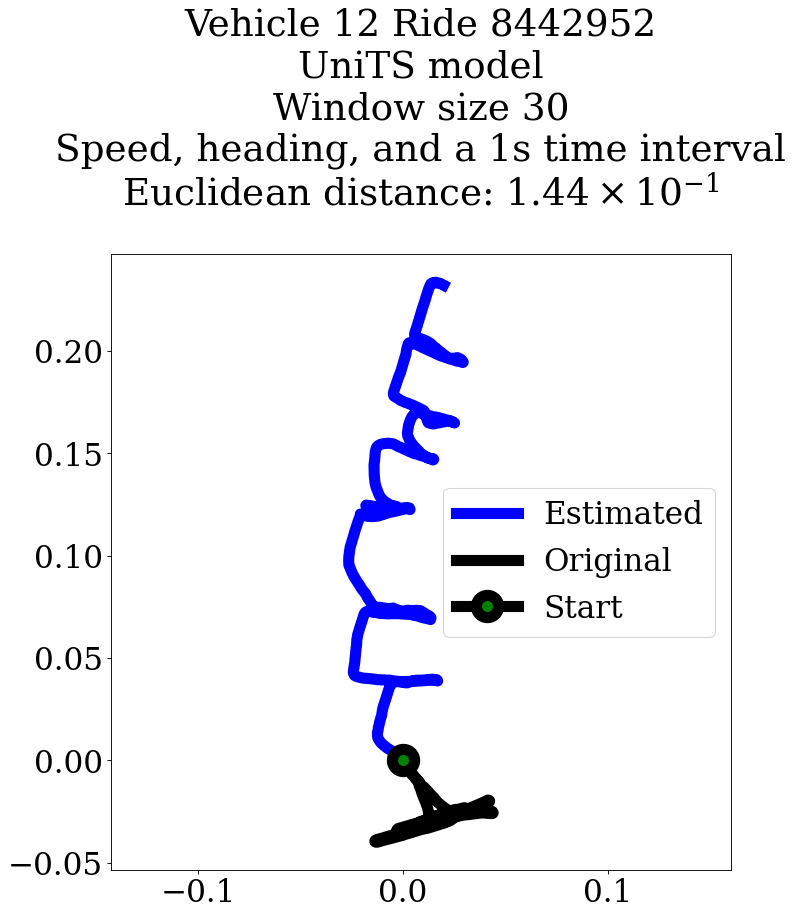 Vehicle 12 Ride 8442952
UniTS model
Window size 30
Speed, heading, and a 1s time interval
Euclidean distance: 1.44 × 10⁻¹
0.20
0.15
0.10
0.05
0.00
−0.05
−0.1
0.0
0.1
Estimated
Original
Start